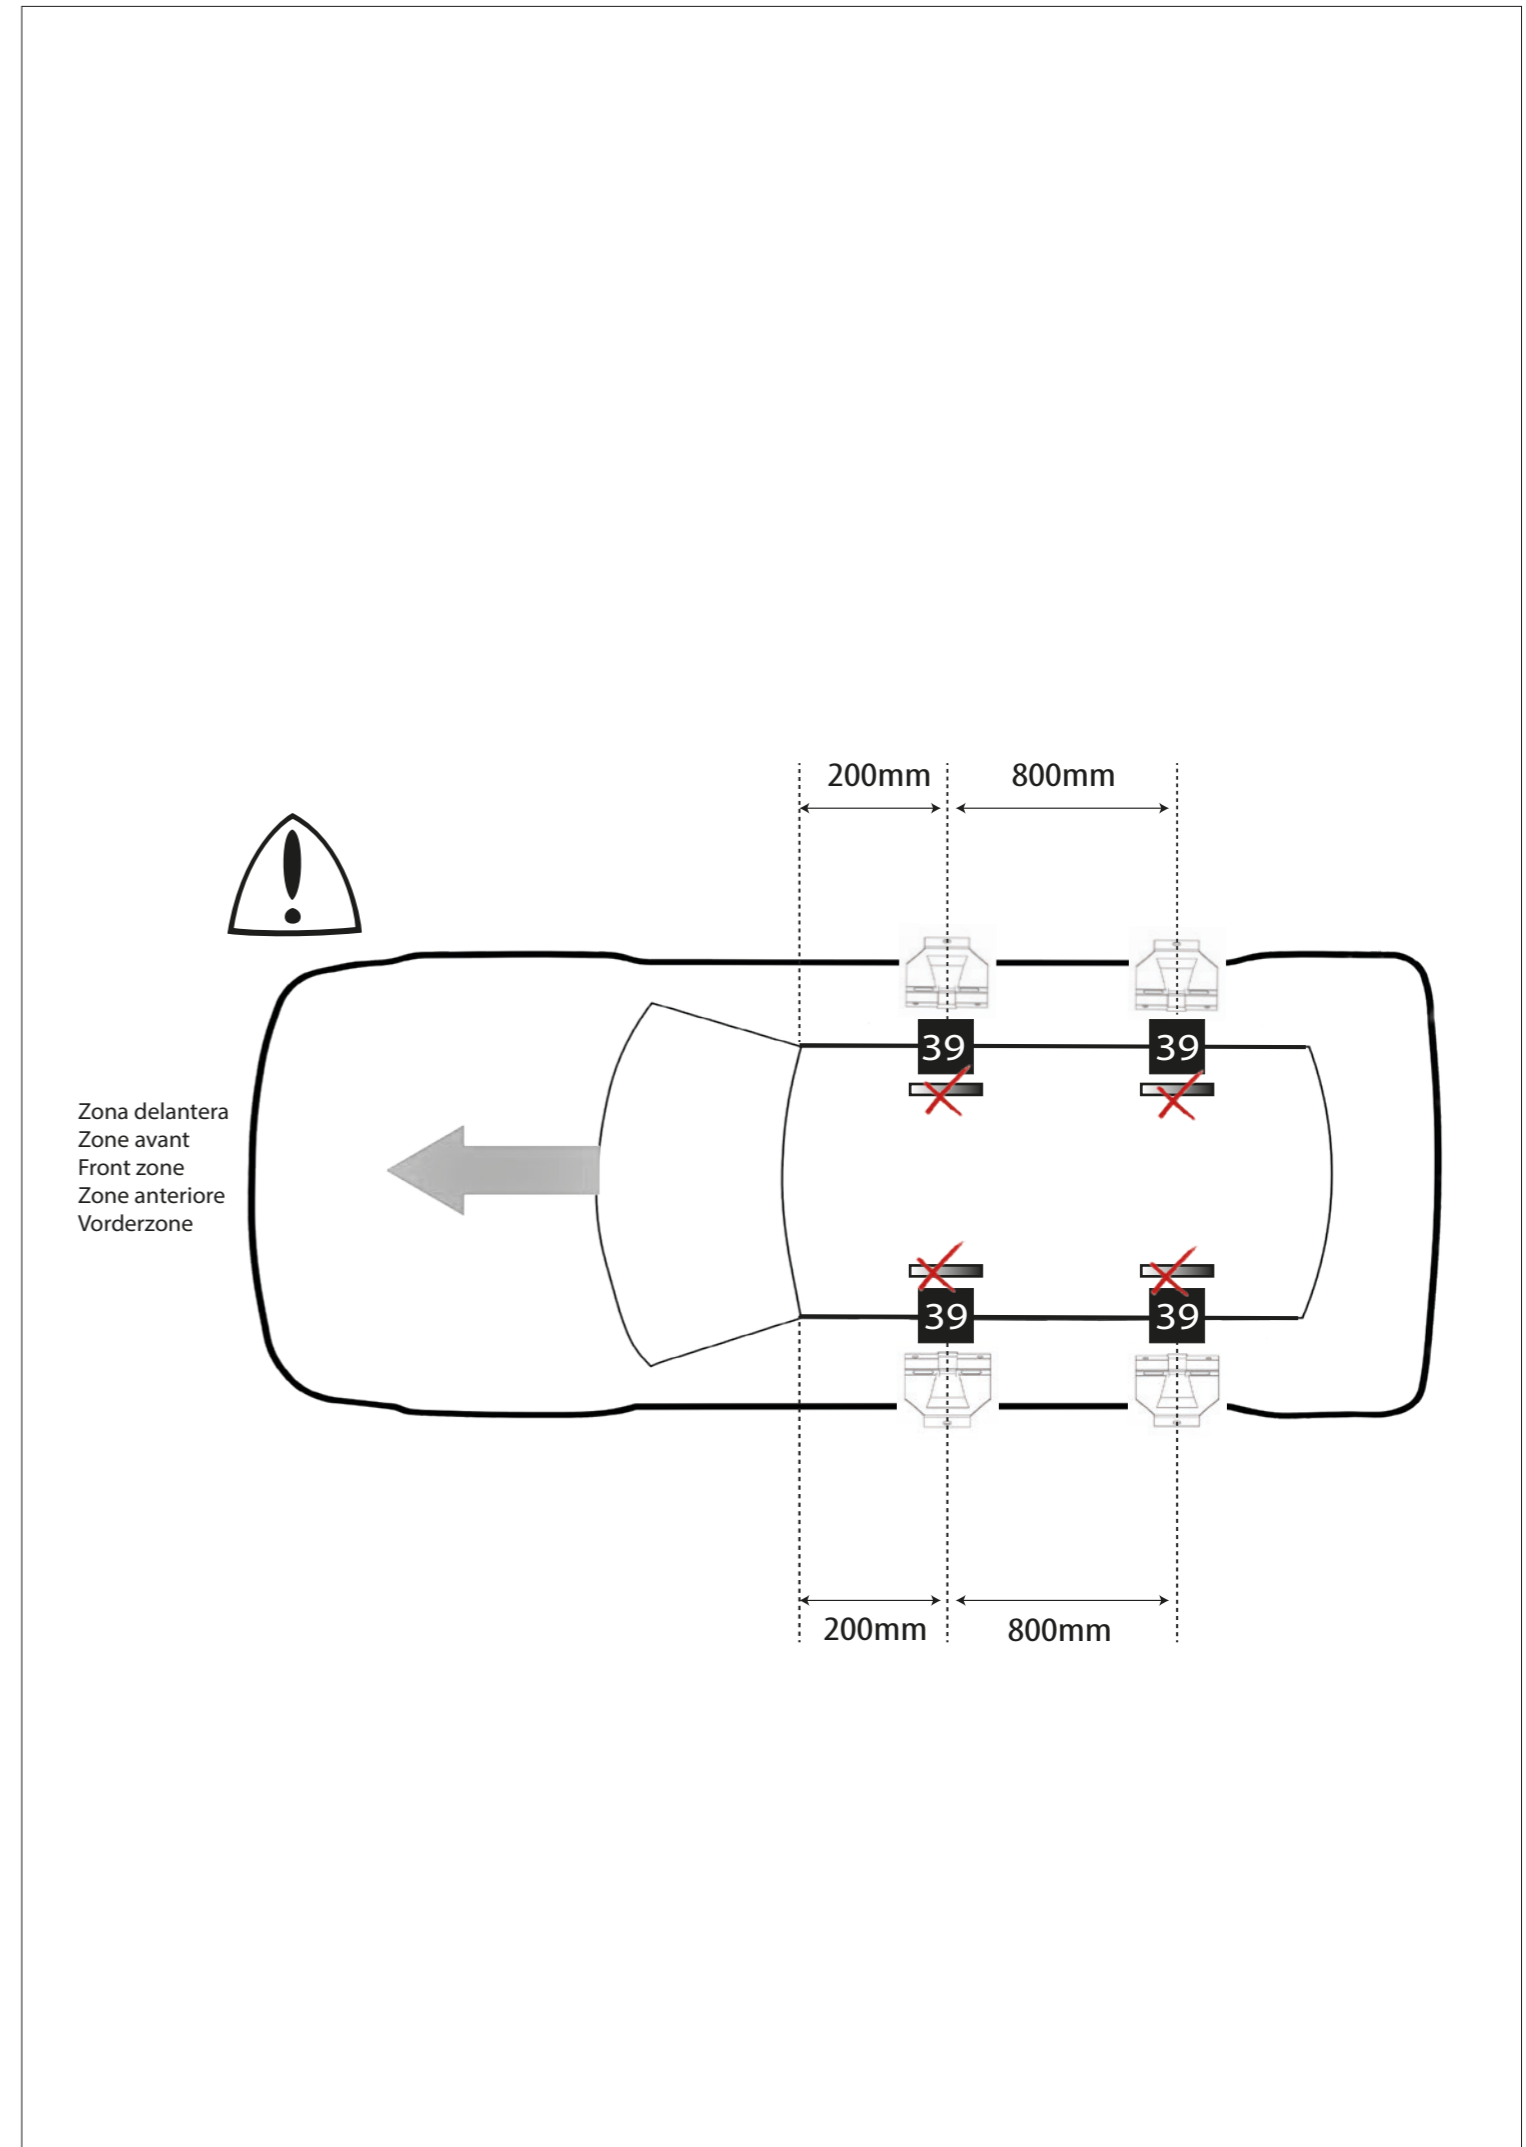 200mm 800mm
39 39
Zona delantera
Zone avant
Front zone
Zone anteriore
Vorderzone
39 39
200mm 800mm